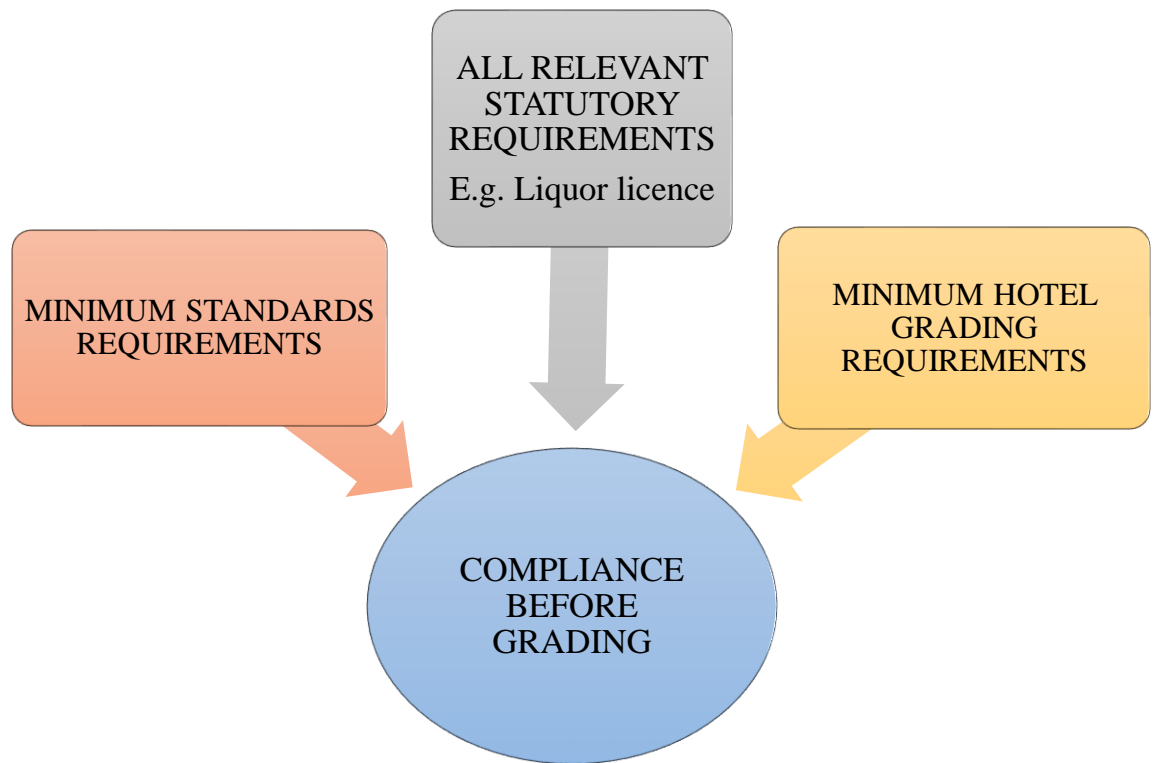 ALL RELEVANT
STATUTORY
REQUIREMENTS
E.g. Liquor licence
MINIMUM STANDARDS
REQUIREMENTS
MINIMUM HOTEL
GRADING
REQUIREMENTS
COMPLIANCE
BEFORE
GRADING